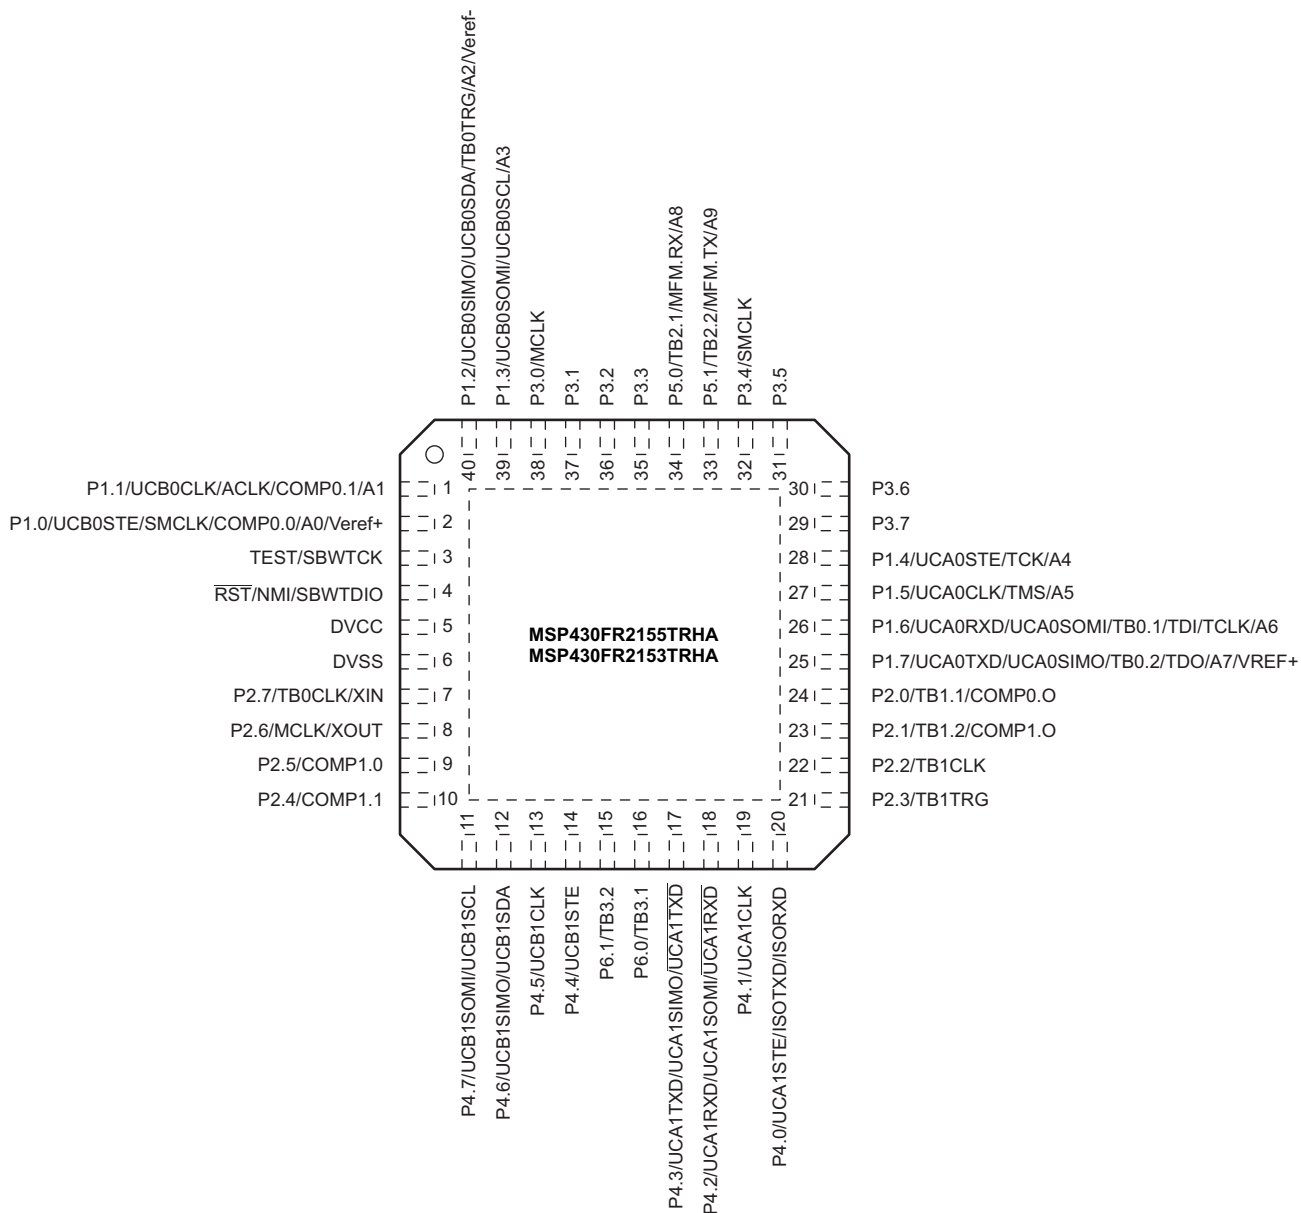 P1.2/UCB0SIMO/UCB0SDA/TB0TRG/A2/Veref-
P1.3/UCB0SOMI/UCB0SCL/A3
P3.0/MCLK
P3.1
P3.2
P3.3
P5.0/TB2.1/MFM.RX/A8
P5.1/TB2.2/MFM.TX/A9
P3.4/SMCLK
P3.5
40
39
38
37
36
35
34
33
32
31
P1.1/UCB0CLK/ACLK/COMP0.1/A1 1
P1.0/UCB0STE/SMCLK/COMP0.0/A0/Veref+ 2
TEST/SBWTCK 3
R̅S̅T̅/NMI/SBWTDIO 4
DVCC 5
DVSS 6
P2.7/TB0CLK/XIN 7
P2.6/MCLK/XOUT 8
P2.5/COMP1.0 9
P2.4/COMP1.1 10
MSP430FR2155TRHA
MSP430FR2153TRHA
30 P3.6
29 P3.7
28 P1.4/UCA0STE/TCK/A4
27 P1.5/UCA0CLK/TMS/A5
26 P1.6/UCA0RXD/UCA0SOMI/TB0.1/TDI/TCLK/A6
25 P1.7/UCA0TXD/UCA0SIMO/TB0.2/TDO/A7/VREF+
24 P2.0/TB1.1/COMP0.O
23 P2.1/TB1.2/COMP1.O
22 P2.2/TB1CLK
21 P2.3/TB1TRG
11
12
13
14
15
16
17
18
19
20
P4.7/UCB1SOMI/UCB1SCL
P4.6/UCB1SIMO/UCB1SDA
P4.5/UCB1CLK
P4.4/UCB1STE
P6.1/TB3.2
P6.0/TB3.1
P4.3/UCA1TXD/UCA1SIMO/U̅C̅A̅1̅T̅X̅D̅
P4.2/UCA1RXD/UCA1SOMI/U̅C̅A̅1̅R̅X̅D̅
P4.1/UCA1CLK
P4.0/UCA1STE/ISOTXD/ISORXD